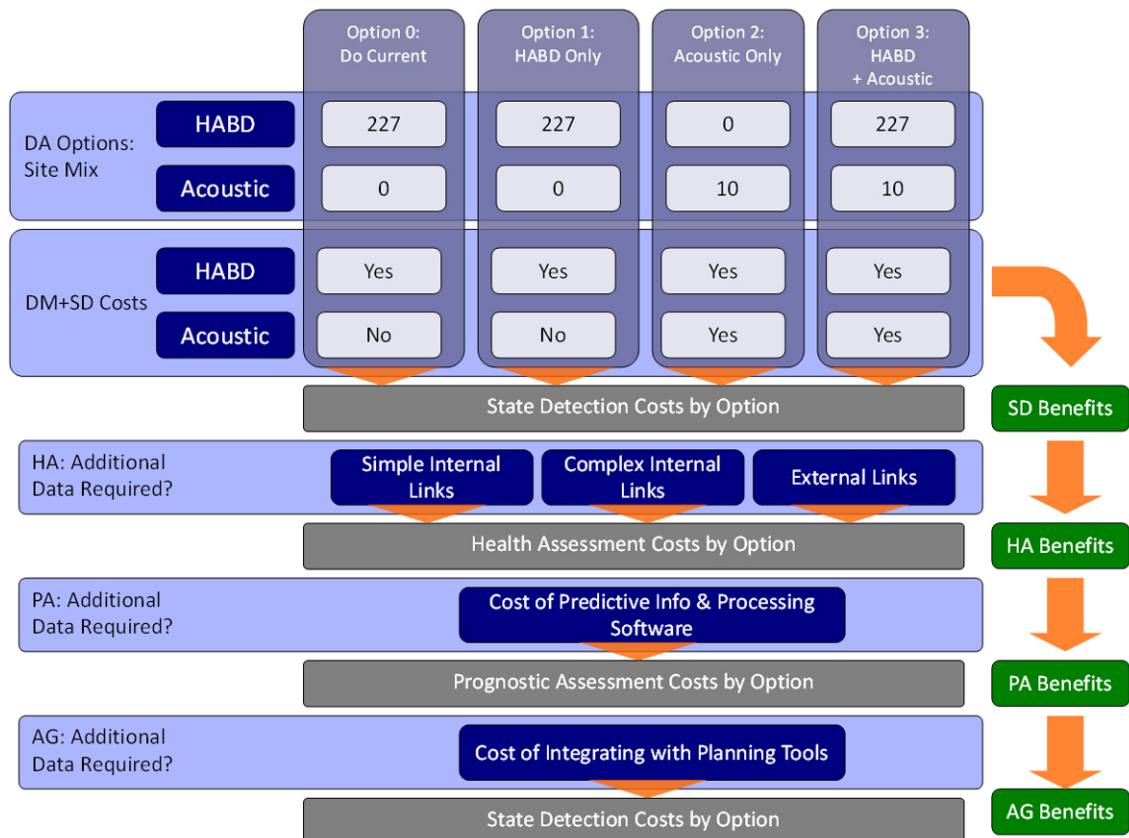 Option 0:
Do Current
Option 1:
HABD Only
Option 2:
Acoustic Only
Option 3:
HABD
+ Acoustic
DA Options:
Site Mix
HABD
227
227
0
227
Acoustic
0
0
10
10
DM+SD Costs
HABD
Yes
Yes
Yes
Yes
Acoustic
No
No
Yes
Yes
State Detection Costs by Option
SD Benefits
HA: Additional
Data Required?
Simple Internal
Links
Complex Internal
Links
External Links
Health Assessment Costs by Option
HA Benefits
PA: Additional
Data Required?
Cost of Predictive Info & Processing
Software
Prognostic Assessment Costs by Option
PA Benefits
AG: Additional
Data Required?
Cost of Integrating with Planning Tools
State Detection Costs by Option
AG Benefits